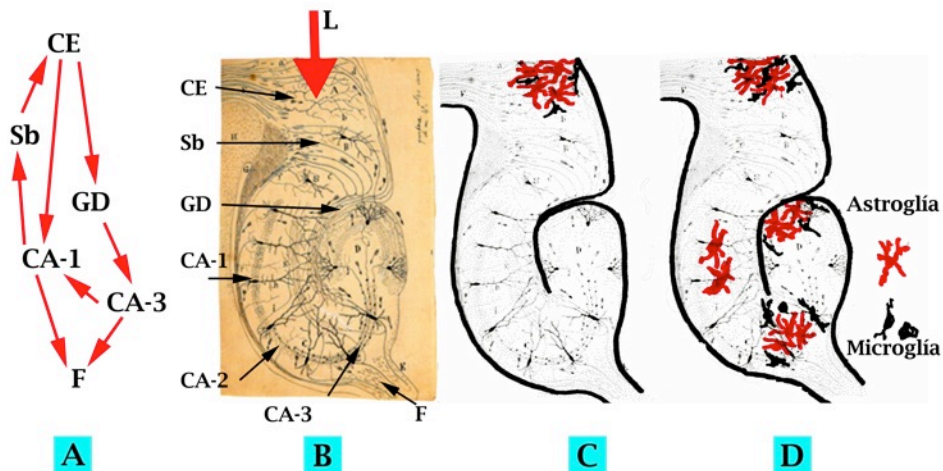 CE
Sb
GD
CA-1
CA-3
F
A
L
CE
Sb
GD
CA-1
CA-2
CA-3
F
B
C
Astroglía
Microglía
D